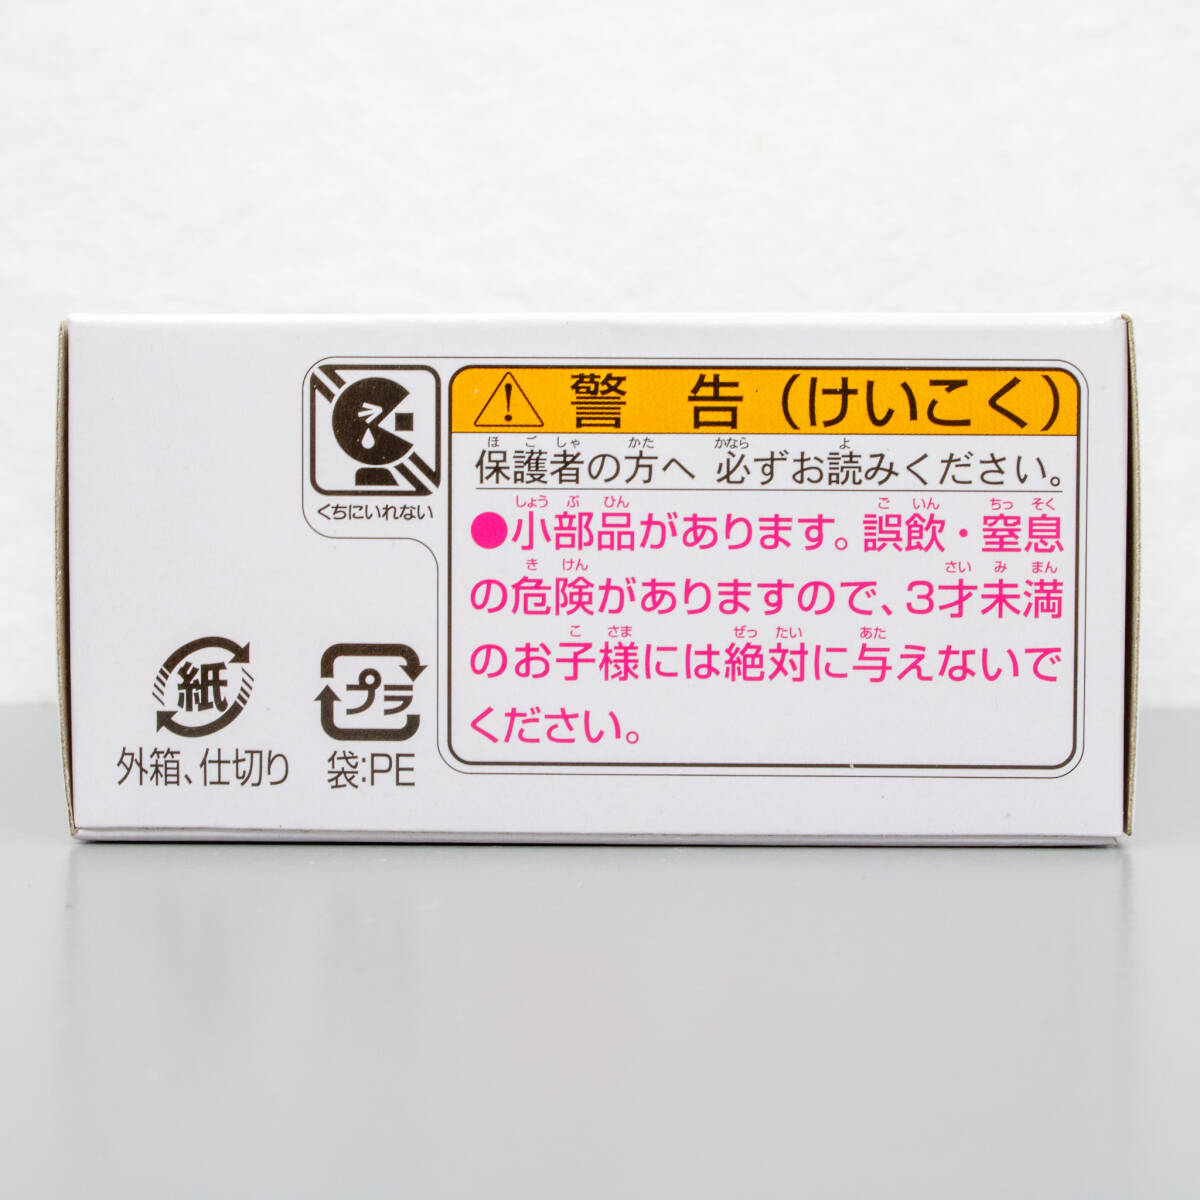 警告（けいこく）
ほごしゃ かた かなら よ
保護者の方へ 必ずお読みください。
くちにいれない
しょうぶひん ごいん ちっそく
●小部品があります。誤飲・窒息
きけん さいみまん
の危険がありますので、3才未満
こさま ぜったい あた
のお子様には絶対に与えないで
ください。
紙
外箱、仕切り
プラ
袋:PE